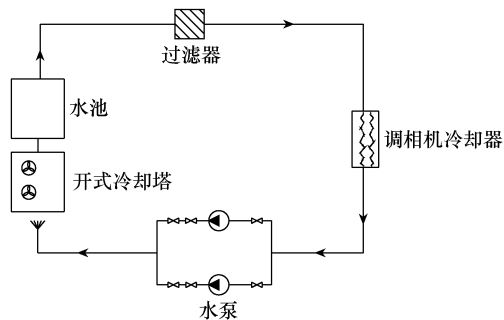 过滤器
水池
调相机冷却器
开式冷却塔
水泵